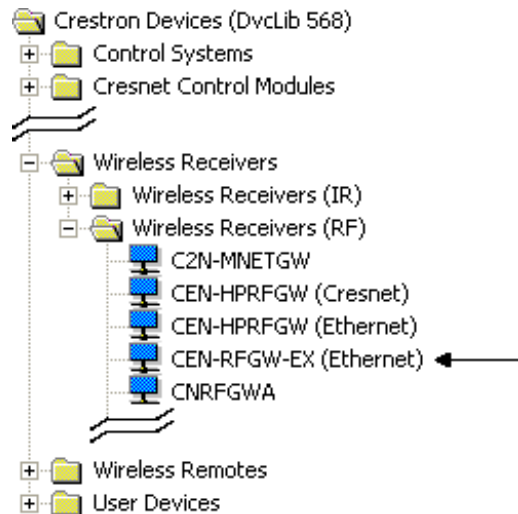 Crestron Devices (DvcLib 568)
Control Systems
Cresnet Control Modules
Wireless Receivers
Wireless Receivers (IR)
Wireless Receivers (RF)
C2N-MNETGW
CEN-HPRFGW (Cresnet)
CEN-HPRFGW (Ethernet)
CEN-RFGW-EX (Ethernet)
CNRFGWA
Wireless Remotes
User Devices